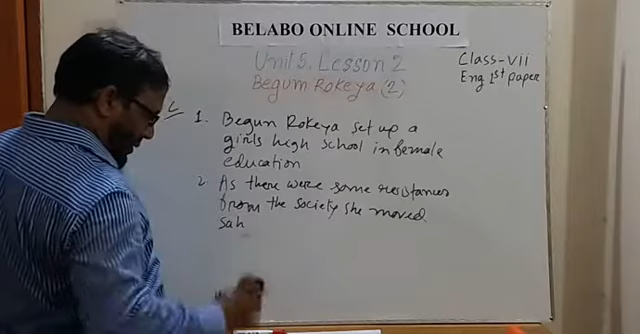 BELABO ONLINE SCHOOL
Unit 5. Lesson 2
Begum Rokeya (2)
Class-vii
Eng 1st paper
1. Begum Rokeya set up a
girls high school in female
education
2. As there were some resistances
from the society she moved
sah